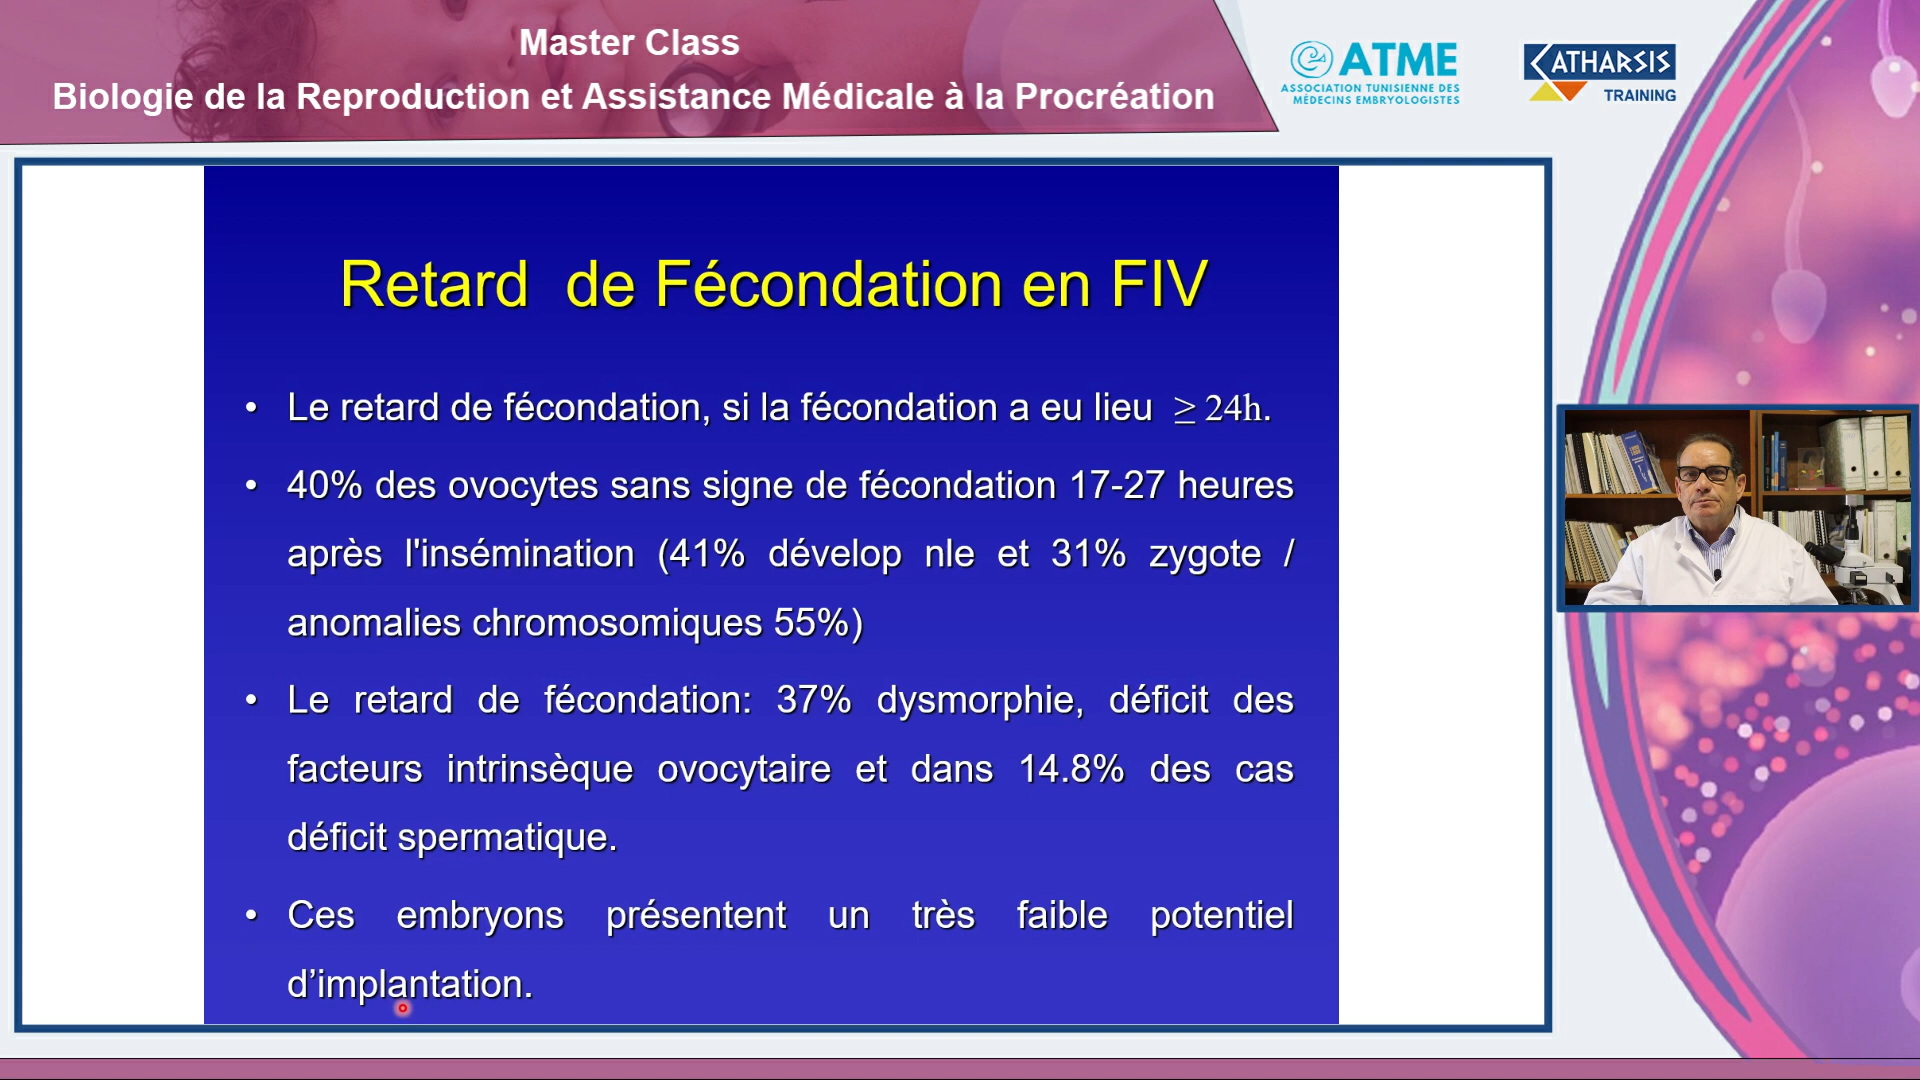 Master Class
Biologie de la Reproduction et Assistance Médicale à la Procréation
ATME
ASSOCIATION TUNISIENNE DES
MÉDECINS EMBRYOLOGISTES
KATHARSIS
TRAINING
Retard de Fécondation en FIV
• Le retard de fécondation, si la fécondation a eu lieu ≥ 24h.
• 40% des ovocytes sans signe de fécondation 17-27 heures
après l'insémination (41% dévelop nle et 31% zygote /
anomalies chromosomiques 55%)
• Le retard de fécondation: 37% dysmorphie, déficit des
facteurs intrinsèque ovocytaire et dans 14.8% des cas
déficit spermatique.
• Ces embryons présentent un très faible potentiel
d’implantation.